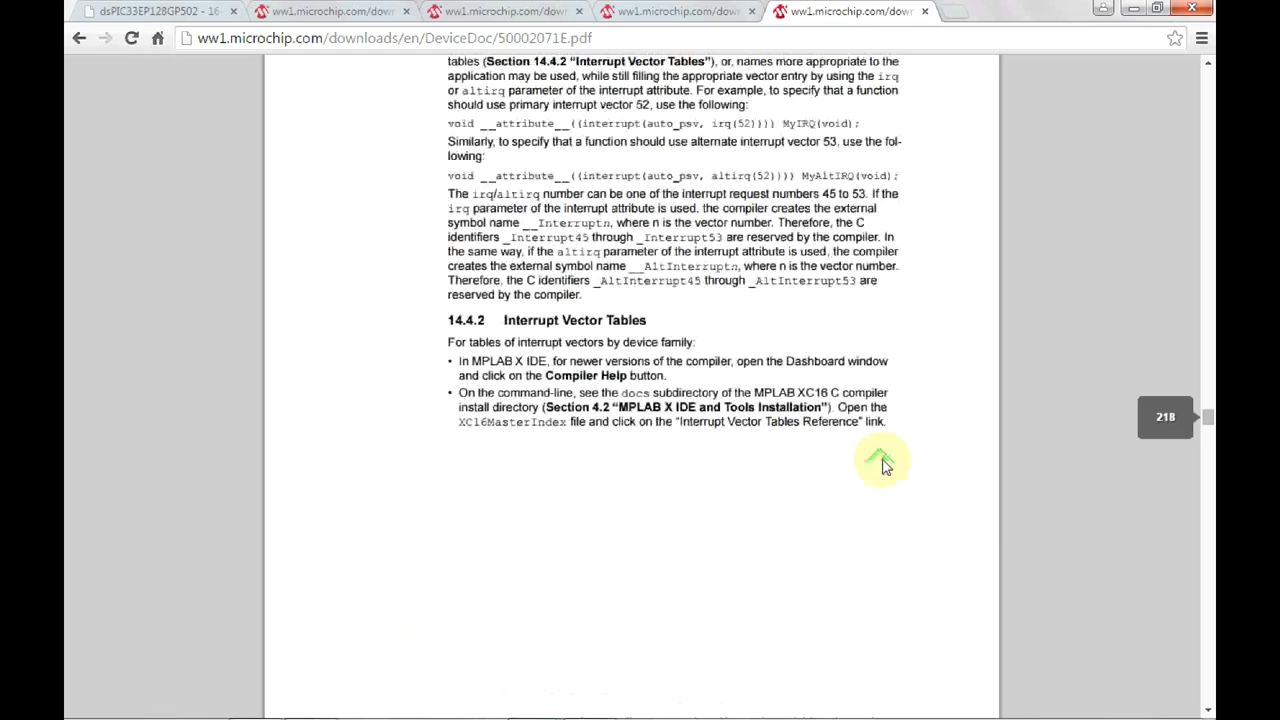 dsPIC33EP128GP502 - 16-
ww1.microchip.com/down
ww1.microchip.com/down
ww1.microchip.com/down
ww1.microchip.com/down
ww1.microchip.com/downloads/en/DeviceDoc/50002071E.pdf
tables (Section 14.4.2 “Interrupt Vector Tables”), or, names more appropriate to the
application may be used, while still filling the appropriate vector entry by using the irq
or altirq parameter of the interrupt attribute. For example, to specify that a function
should use primary interrupt vector 52, use the following:
void __attribute__((interrupt(auto_psv, irq(52)))) MyIRQ(void);
Similarly, to specify that a function should use alternate interrupt vector 53, use the fol-
lowing:
void __attribute__((interrupt(auto_psv, altirq(52)))) MyAltIRQ(void);
The irq/altirq number can be one of the interrupt request numbers 45 to 53. If the
irq parameter of the interrupt attribute is used, the compiler creates the external
symbol name __Interruptn, where n is the vector number. Therefore, the C
identifiers _Interrupt45 through _Interrupt53 are reserved by the compiler. In
the same way, if the altirq parameter of the interrupt attribute is used, the compiler
creates the external symbol name __AltInterruptn, where n is the vector number.
Therefore, the C identifiers _AltInterrupt45 through _AltInterrupt53 are
reserved by the compiler.
14.4.2 Interrupt Vector Tables
For tables of interrupt vectors by device family:
• In MPLAB X IDE, for newer versions of the compiler, open the Dashboard window
and click on the Compiler Help button.
• On the command-line, see the docs subdirectory of the MPLAB XC16 C compiler
install directory (Section 4.2 “MPLAB X IDE and Tools Installation”). Open the
XC16MasterIndex file and click on the “Interrupt Vector Tables Reference” link.
218